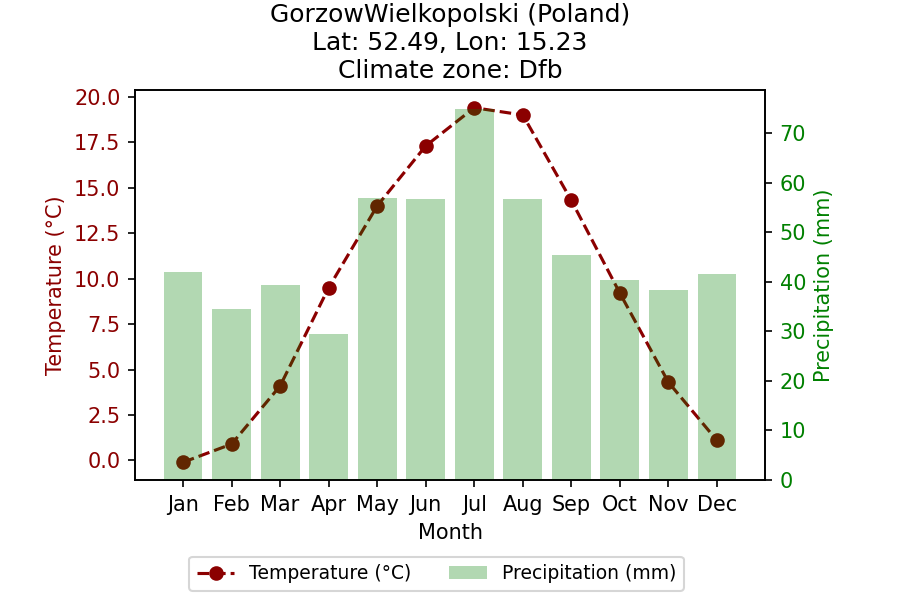 GorzowWielkopolski (Poland)
Lat: 52.49, Lon: 15.23
Climate zone: Dfb
Temperature (°C)
20.0
17.5
15.0
12.5
10.0
7.5
5.0
2.5
0.0
Precipitation (mm)
70
60
50
40
30
20
10
0
Jan Feb Mar Apr May Jun Jul Aug Sep Oct Nov Dec
Month
Temperature (°C) Precipitation (mm)